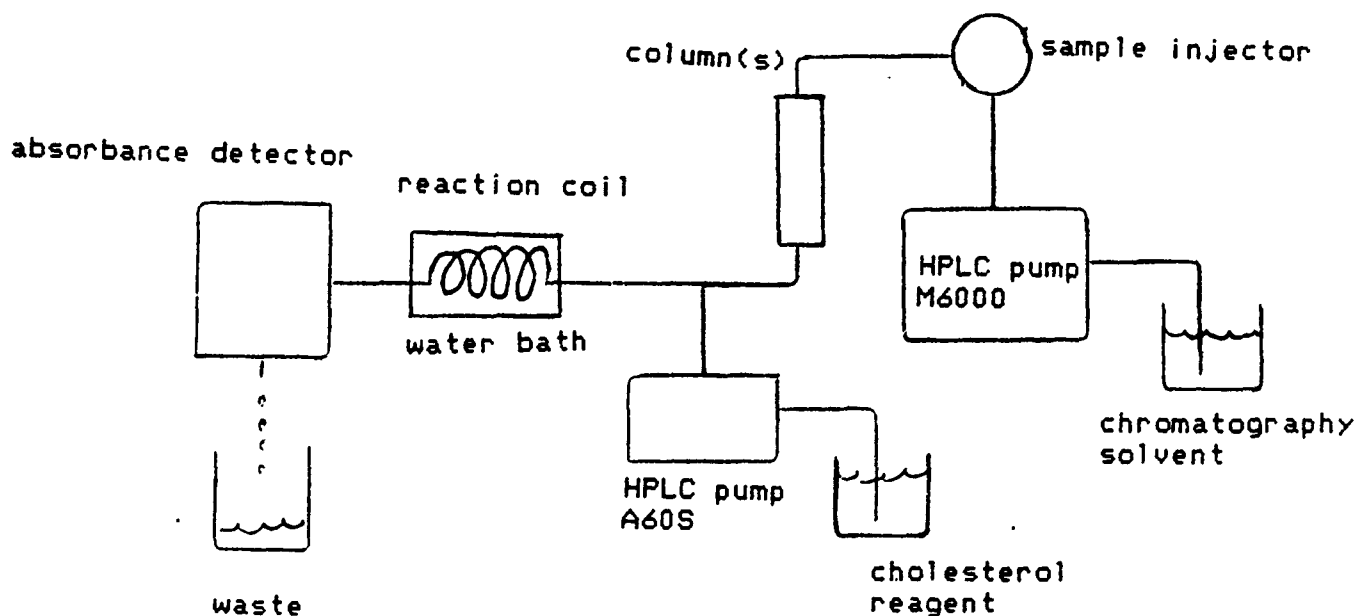 column(s)
sample injector
absorbance detector
reaction coil
HPLC pump
M6000
water bath
chromatography
solvent
HPLC pump
A60S
cholesterol
reagent
waste